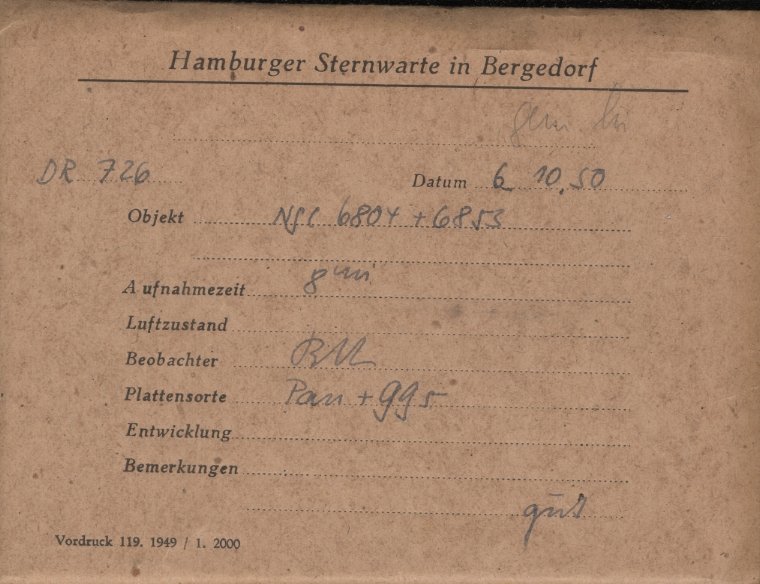 Hamburger Sternwarte in Bergedorf
DR 726
Datum 6 10.50
Objekt NGC 6804 + 6853
Aufnahmezeit 8 m
Luftzustand
Beobachter
Plattensorte Pan + GG5
Entwicklung
Bemerkungen
gut
Vordruck 119. 1949 / 1. 2000